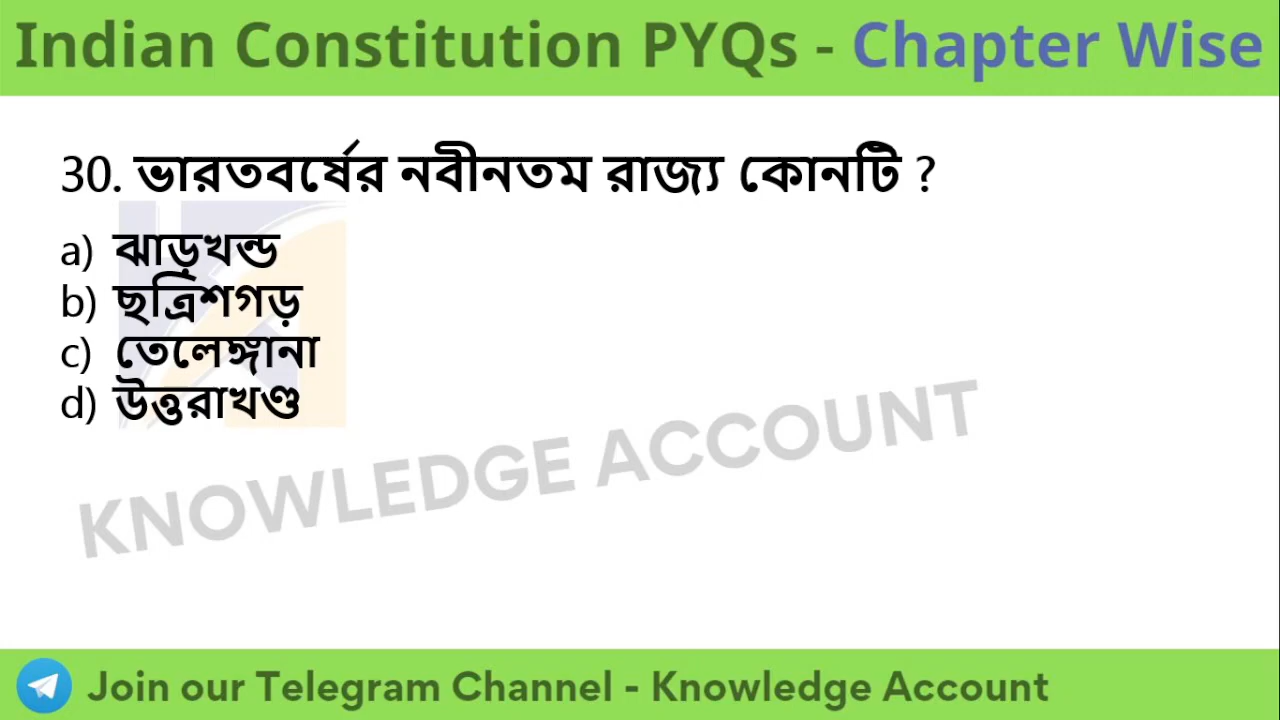 Indian Constitution PYQs - Chapter Wise
30. ভারতবর্ষের নবীনতম রাজ্য কোনটি ?
a) ঝাড়খন্ড
b) ছত্রিশগড়
c) তেলেঙ্গানা
d) উত্তরাখণ্ড
KNOWLEDGE ACCOUNT
Join our Telegram Channel - Knowledge Account